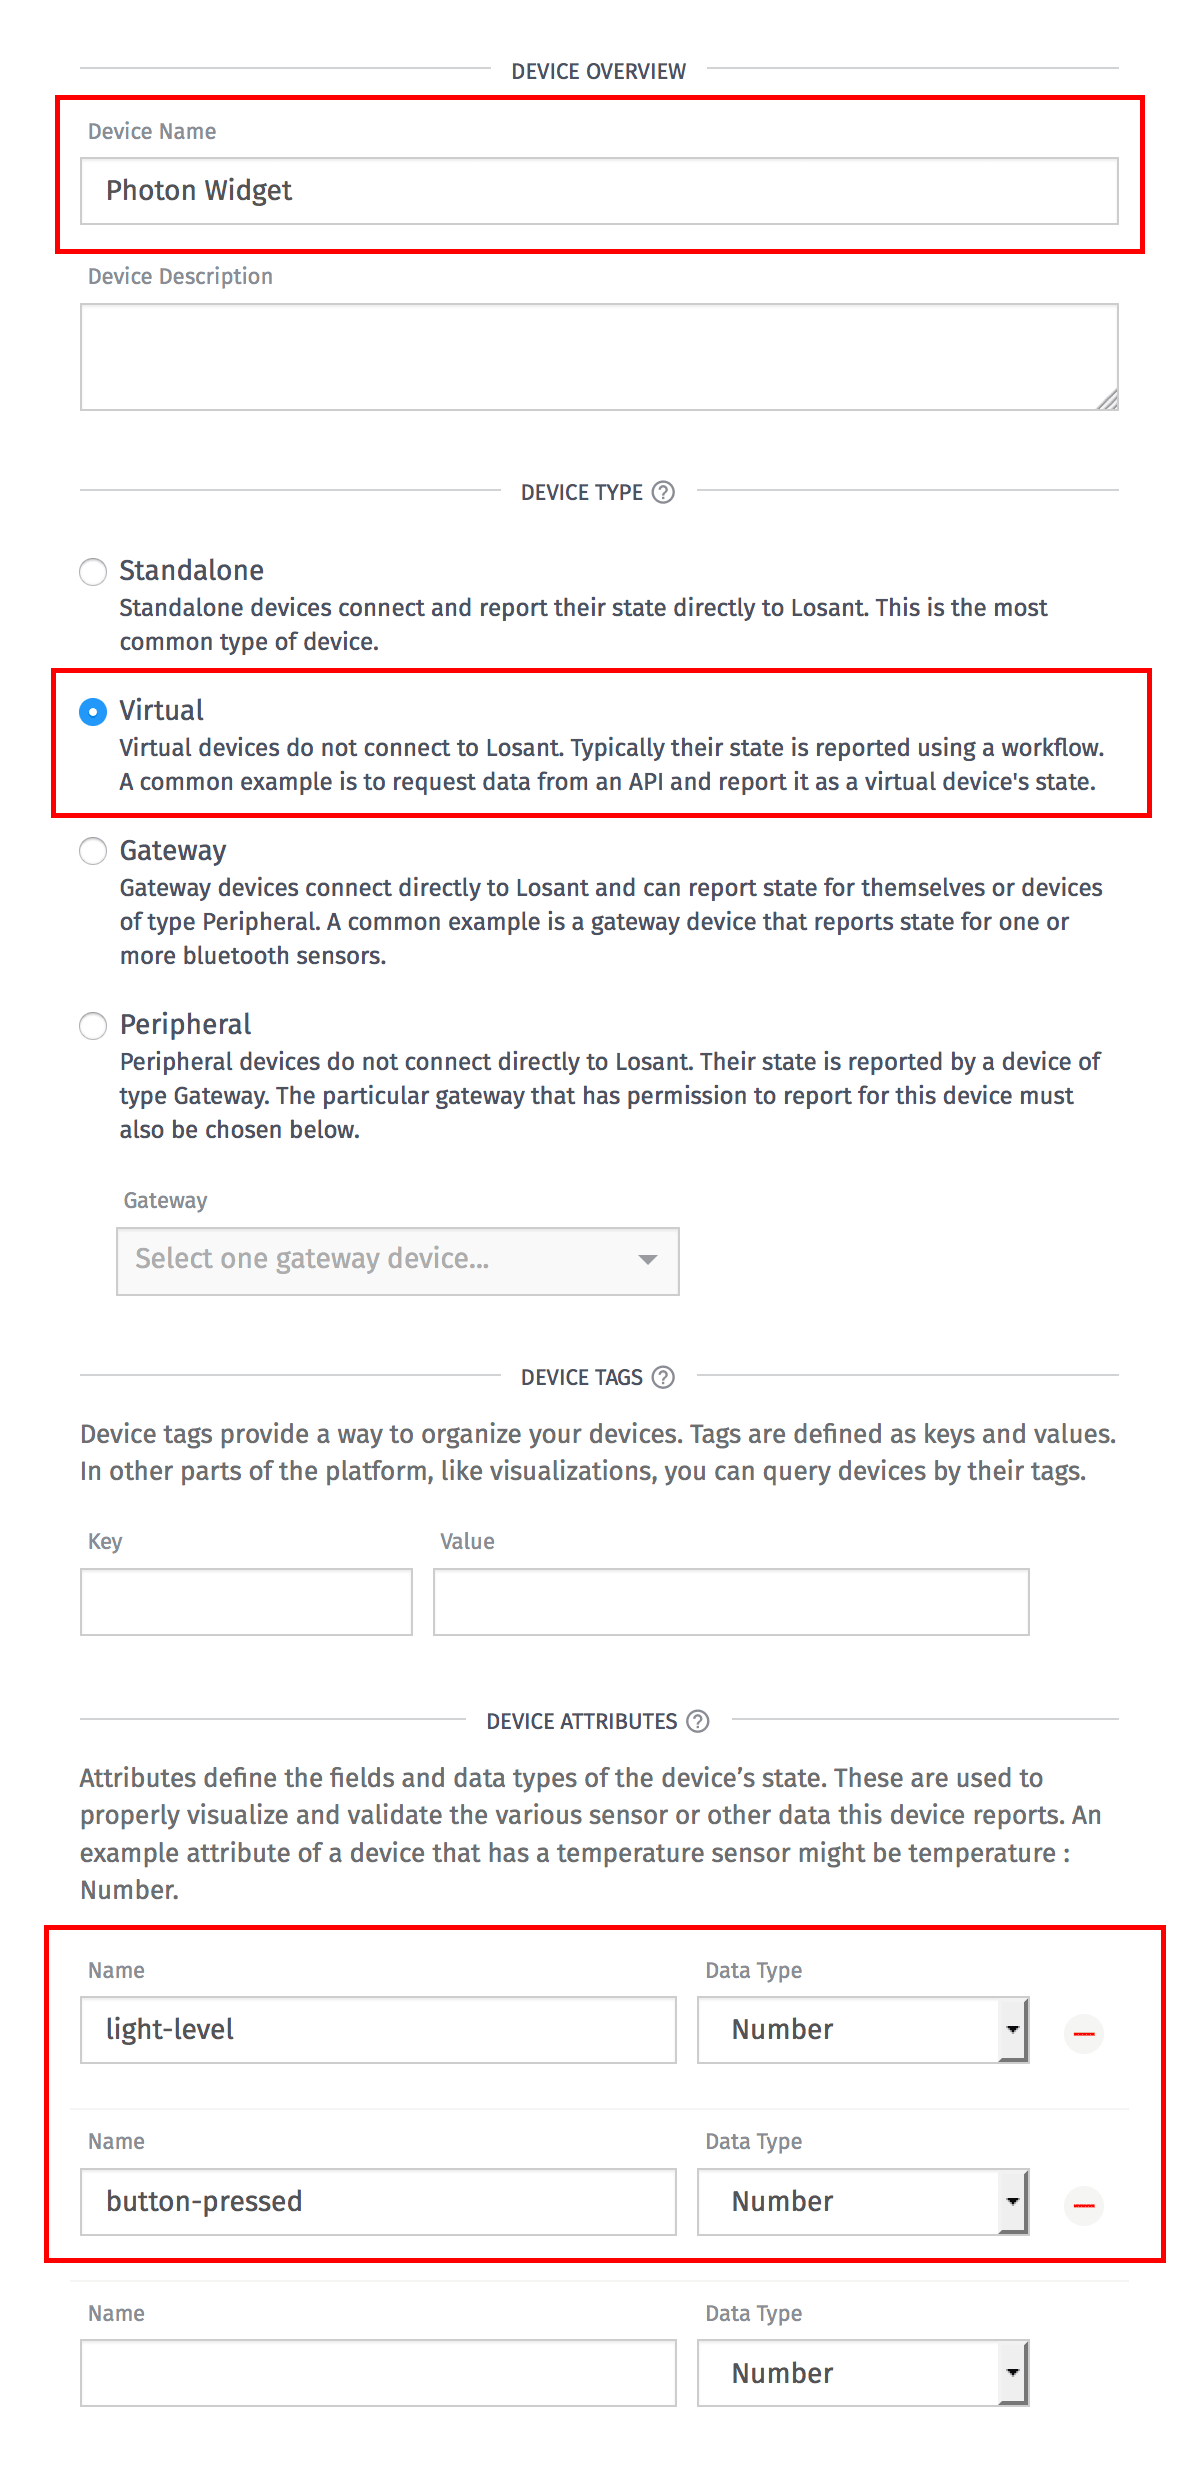 DEVICE OVERVIEW
Device Name
Photon Widget
Device Description
DEVICE TYPE ?
Standalone
Standalone devices connect and report their state directly to Losant. This is the most
common type of device.
Virtual
Virtual devices do not connect to Losant. Typically their state is reported using a workflow.
A common example is to request data from an API and report it as a virtual device's state.
Gateway
Gateway devices connect directly to Losant and can report state for themselves or devices
of type Peripheral. A common example is a gateway device that reports state for one or
more bluetooth sensors.
Peripheral
Peripheral devices do not connect directly to Losant. Their state is reported by a device of
type Gateway. The particular gateway that has permission to report for this device must
also be chosen below.
Gateway
Select one gateway device...
DEVICE TAGS ?
Device tags provide a way to organize your devices. Tags are defined as keys and values.
In other parts of the platform, like visualizations, you can query devices by their tags.
Key Value
DEVICE ATTRIBUTES ?
Attributes define the fields and data types of the device’s state. These are used to
properly visualize and validate the various sensor or other data this device reports. An
example attribute of a device that has a temperature sensor might be temperature :
Number.
Name Data Type
light-level Number
Name Data Type
button-pressed Number
Name Data Type
Number